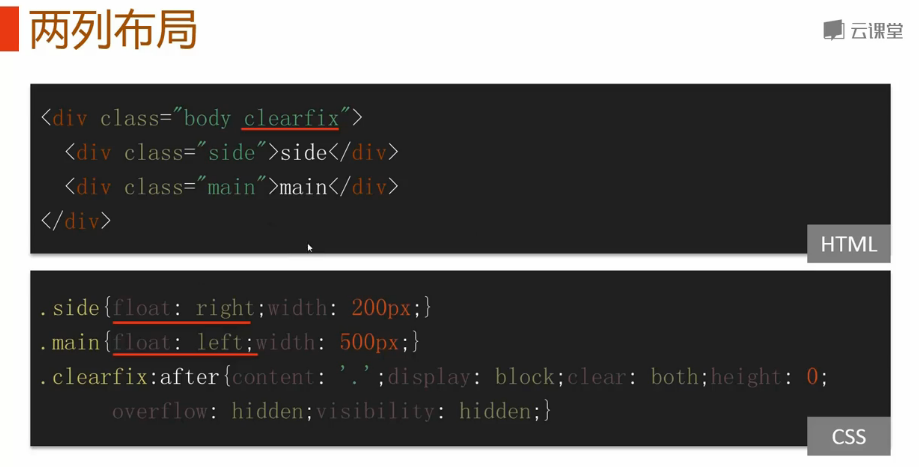 两列布局
云课堂
<div class="body clearfix">
<div class="side">side</div>
<div class="main">main</div>
</div>
HTML
.side{float: right;width: 200px;}
.main{float: left;width: 500px;}
.clearfix:after{content: '.';display: block;clear: both;height: 0;
overflow: hidden;visibility: hidden;}
CSS